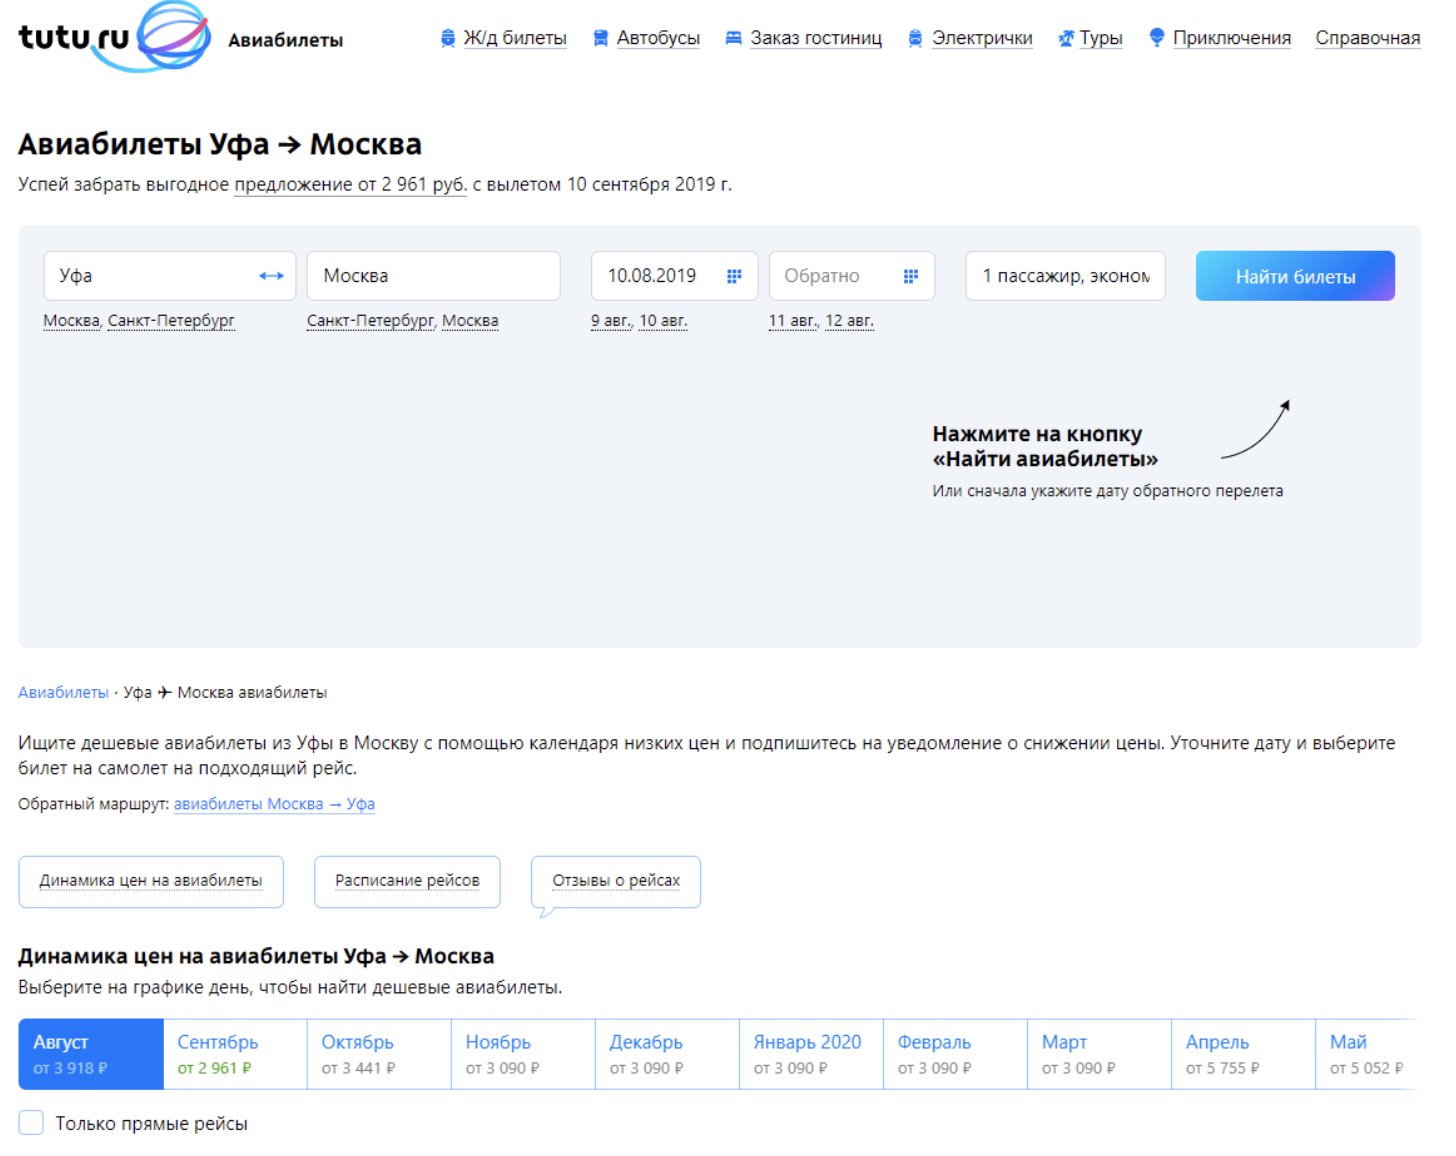 tutu.ru Авиабилеты Ж/д билеты Автобусы Заказ гостиниц Электрички Туры Приключения Справочная
Авиабилеты Уфа → Москва
Успей забрать выгодное предложение от 2 961 руб. с вылетом 10 сентября 2019 г.
Уфа Москва 10.08.2019 Обратно 1 пассажир, эконом Найти билеты
Москва, Санкт-Петербург Санкт-Петербург, Москва 9 авг., 10 авг. 11 авг., 12 авг.
Нажмите на кнопку
«Найти авиабилеты»
Или сначала укажите дату обратного перелета
Авиабилеты · Уфа ✈ Москва авиабилеты
Ищите дешевые авиабилеты из Уфы в Москву с помощью календаря низких цен и подпишитесь на уведомление о снижении цены. Уточните дату и выберите
билет на самолет на подходящий рейс.
Обратный маршрут: авиабилеты Москва → Уфа
Динамика цен на авиабилеты Расписание рейсов Отзывы о рейсах
Динамика цен на авиабилеты Уфа → Москва
Выберите на графике день, чтобы найти дешевые авиабилеты.
Август Сентябрь Октябрь Ноябрь Декабрь Январь 2020 Февраль Март Апрель Май
от 3 918 ₽ от 2 961 ₽ от 3 441 ₽ от 3 090 ₽ от 3 090 ₽ от 3 090 ₽ от 3 090 ₽ от 3 090 ₽ от 5 755 ₽ от 5 052 ₽
Только прямые рейсы